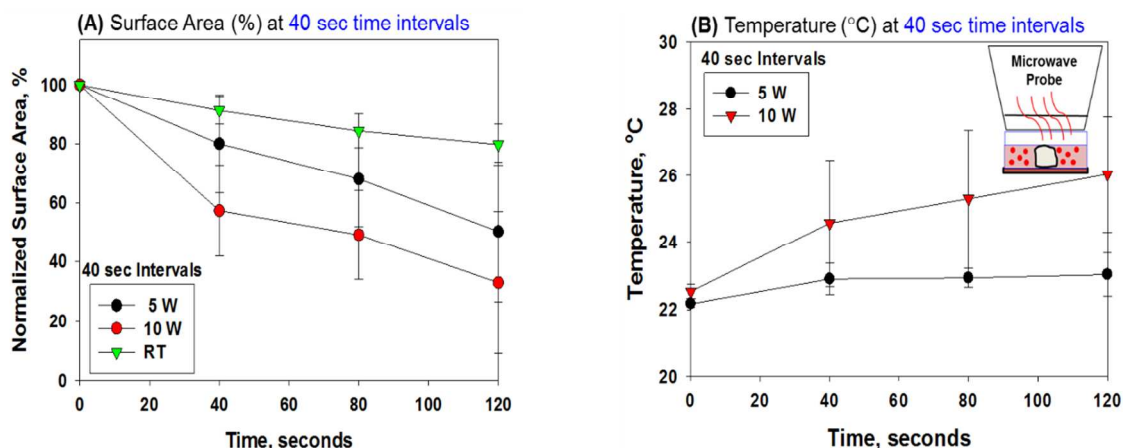 (A) Surface Area (%) at 40 sec time intervals
Normalized Surface Area, %
100
80
60
40
20
0
40 sec Intervals
5 W
10 W
RT
0 20 40 60 80 100 120
Time, seconds
(B) Temperature (°C) at 40 sec time intervals
Temperature, °C
30
28
26
24
22
20
40 sec Intervals
5 W
10 W
Microwave
Probe
0 20 40 60 80 100 120
Time, seconds